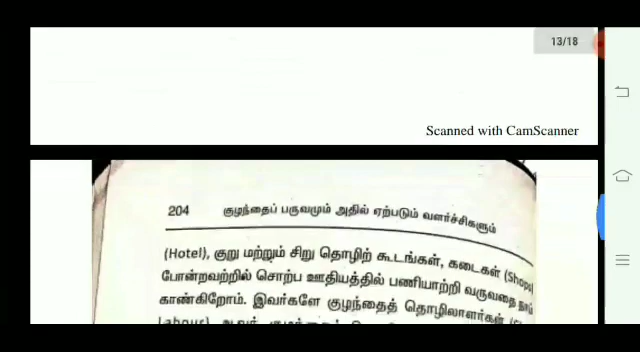 13/18
Scanned with CamScanner
204 குழந்தைப் பருவமும் அதில் ஏற்படும் வளர்ச்சிகளும்
(Hotel), குறு மற்றும் சிறு தொழிற் கூடங்கள், கடைகள் (Shops)
போன்றவற்றில் சொற்ப ஊதியத்தில் பணியாற்றி வருவதை நாம்
காண்கிறோம். இவர்களே குழந்தைத் தொழிலாளர்கள்